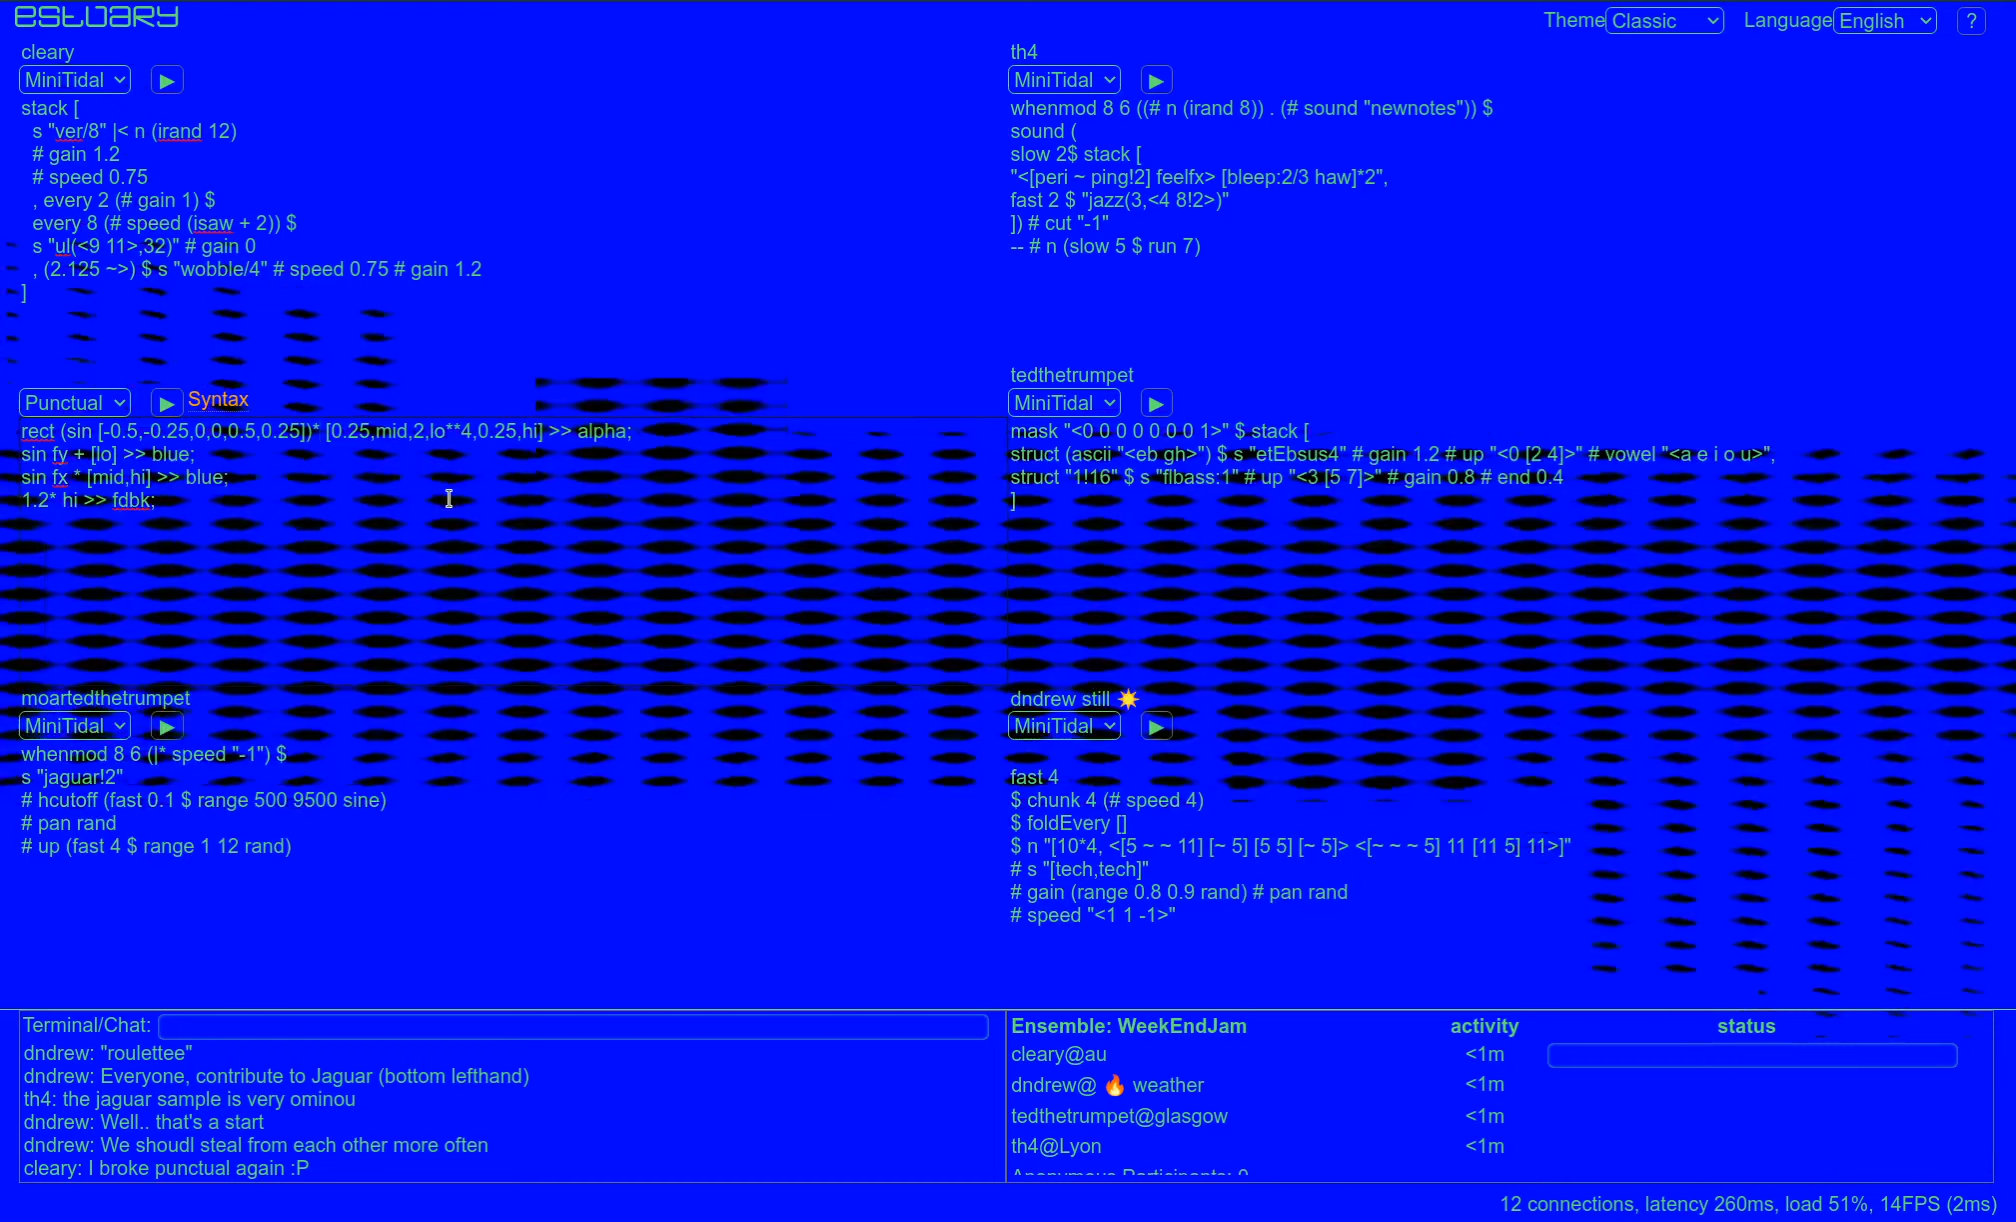 estuary
Theme Classic Language English ?
cleary
MiniTidal
stack [
s "ver/8" |< n (irand 12)
# gain 1.2
# speed 0.75
, every 2 (# gain 1) $
every 8 (# speed (isaw + 2)) $
s "ul(<9 11>,32)" # gain 0
, (2.125 ~>) $ s "wobble/4" # speed 0.75 # gain 1.2
]
th4
MiniTidal
whenmod 8 6 ((# n (irand 8)) . (# sound "newnotes")) $
sound (
slow 2$ stack [
"<[peri ~ ping!2] feelfx> [bleep:2/3 haw]*2",
fast 2 $ "jazz(3,<4 8!2>)"
]) # cut "-1"
-- # n (slow 5 $ run 7)
Punctual Syntax
rect (sin [-0.5,-0.25,0,0,0.5,0.25])* [0.25,mid,2,lo**4,0.25,hi] >> alpha;
sin fy + [lo] >> blue;
sin fx * [mid,hi] >> blue;
1.2* hi >> fdbk;
tedthetrumpet
MiniTidal
mask "<0 0 0 0 0 0 0 1>" $ stack [
struct (ascii "<eb gh>") $ s "etEbsus4" # gain 1.2 # up "<0 [2 4]>" # vowel "<a e i o u>",
struct "1!16" $ s "flbass:1" # up "<3 [5 7]>" # gain 0.8 # end 0.4
]
moartedthetrumpet
MiniTidal
whenmod 8 6 (|* speed "-1") $
s "jaguar!2"
# hcutoff (fast 0.1 $ range 500 9500 sine)
# pan rand
# up (fast 4 $ range 1 12 rand)
dndrew still ☀️
MiniTidal
fast 4
$ chunk 4 (# speed 4)
$ foldEvery []
$ n "[10*4, <[5 ~ ~ 11] [~ 5] [5 5] [~ 5]> <[~ ~ ~ 5] 11 [11 5] 11>]"
# s "[tech,tech]"
# gain (range 0.8 0.9 rand) # pan rand
# speed "<1 1 -1>"
Terminal/Chat:
dndrew: "roulettee"
dndrew: Everyone, contribute to Jaguar (bottom lefthand)
th4: the jaguar sample is very ominou
dndrew: Well.. that's a start
dndrew: We shoudl steal from each other more often
cleary: I broke punctual again :P
Ensemble: WeekEndJam activity status
cleary@au <1m
dndrew@ 🔥 weather <1m
tedthetrumpet@glasgow <1m
th4@Lyon <1m
Anonymous Participants: 0
12 connections, latency 260ms, load 51%, 14FPS (2ms)